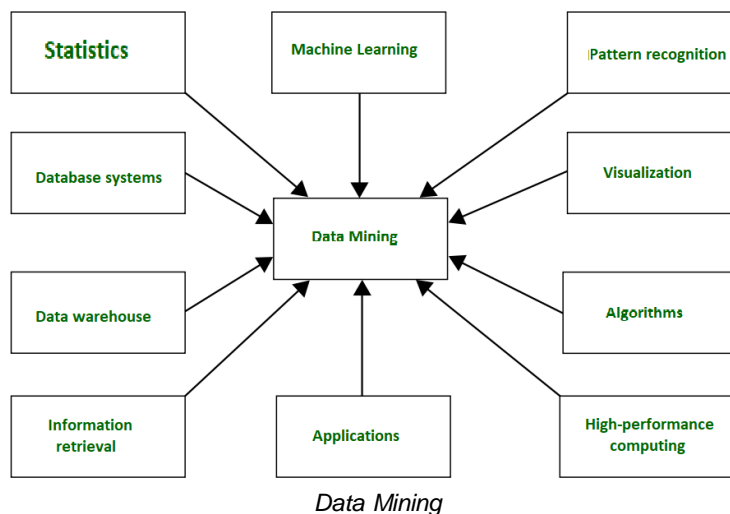 Statistics
Machine Learning
Pattern recognition
Database systems
Visualization
Data Mining
Data warehouse
Algorithms
Information
retrieval
Applications
High-performance
computing
Data Mining